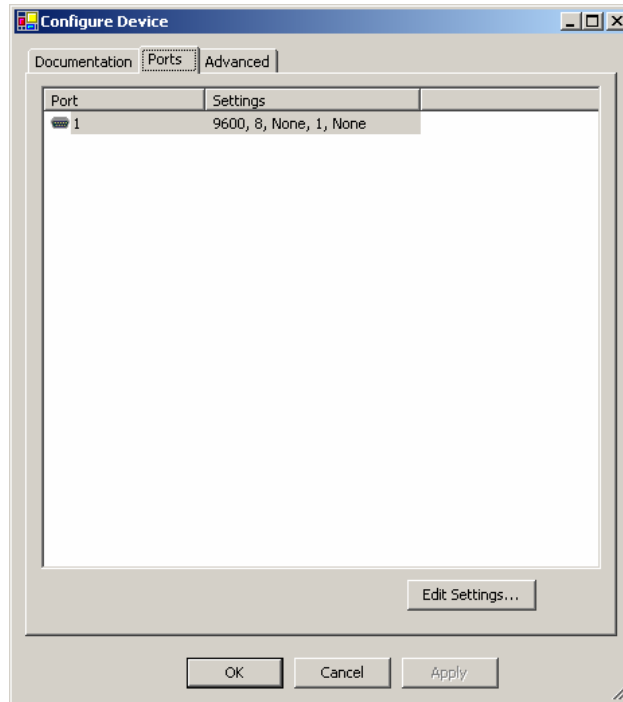 Configure Device
Documentation Ports Advanced
Port Settings
1 9600, 8, None, 1, None
Edit Settings...
OK Cancel Apply